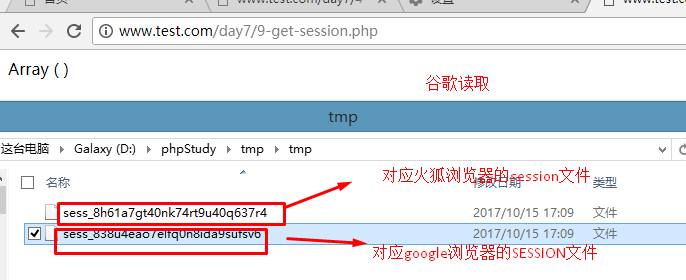 www.test.com/day7/9-get-session.php
Array ( )
谷歌读取
tmp
这台电脑 > Galaxy (D:) > phpStudy > tmp > tmp
名称
修改日期
类型
对应火狐浏览器的session文件
sess_8h61a7gt40nk74rt9u40q637r4
2017/10/15 17:09
文件
sess_838u4eao7elfq0n8lda9sufsv6
2017/10/15 17:09
文件
对应google浏览器的SESSION文件